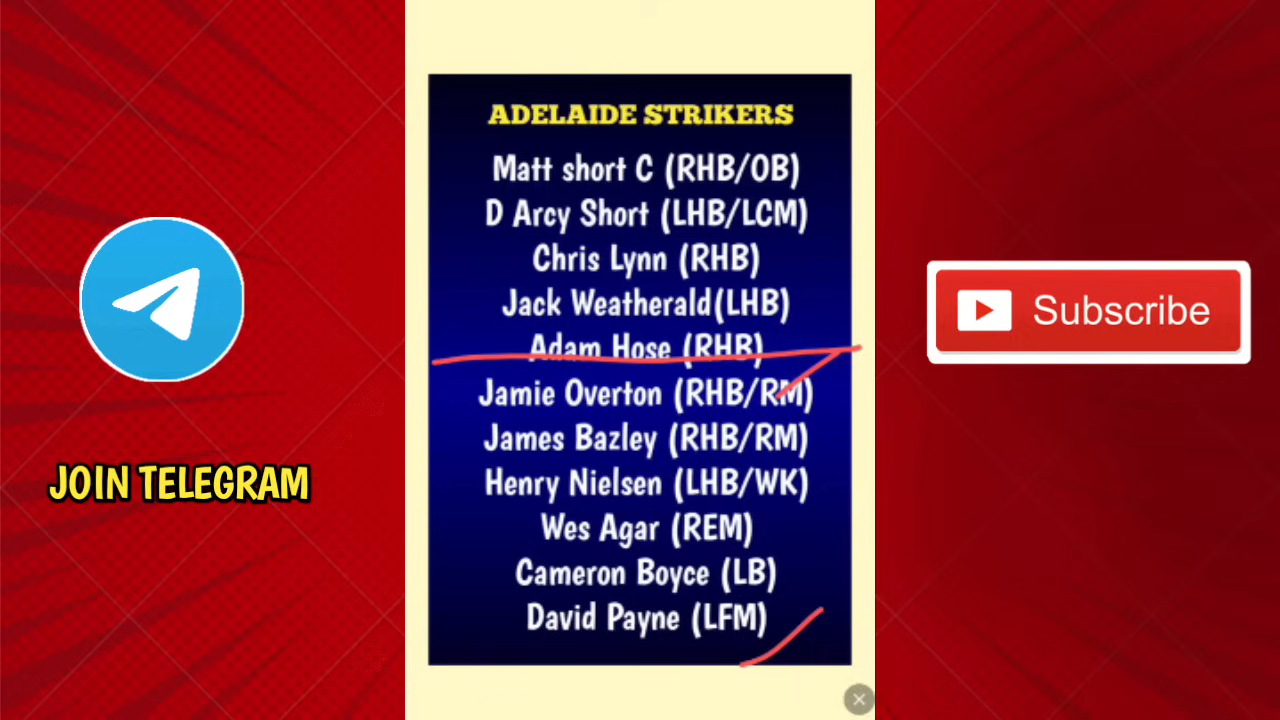 ADELAIDE STRIKERS
Matt short C (RHB/OB)
D Arcy Short (LHB/LCM)
Chris Lynn (RHB)
Jack Weatherald(LHB)
Adam Hose (RHB)
Jamie Overton (RHB/RM)
James Bazley (RHB/RM)
Henry Nielsen (LHB/WK)
Wes Agar (REM)
Cameron Boyce (LB)
David Payne (LFM)
JOIN TELEGRAM
Subscribe